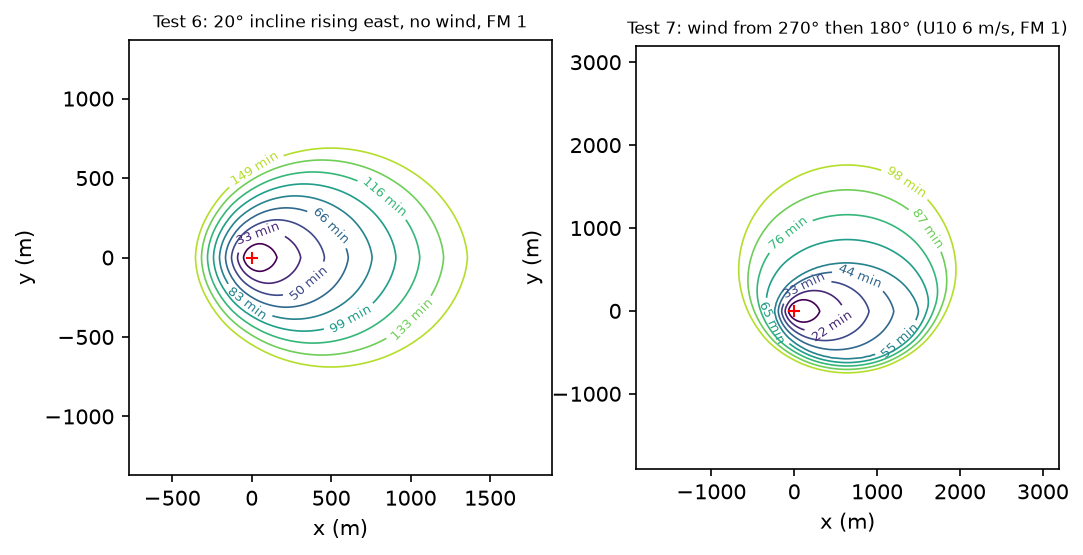 Test 6: 20° incline rising east, no wind, FM 1
1000
500
0
−500
−1000
y (m)
149 min
116 min
66 min
33 min
50 min
83 min
99 min
133 min
−500
0
500
1000
1500
x (m)
Test 7: wind from 270° then 180° (U10 6 m/s, FM 1)
3000
2000
1000
0
−1000
y (m)
98 min
87 min
76 min
44 min
33 min
22 min
65 min
55 min
−1000
0
1000
2000
3000
x (m)